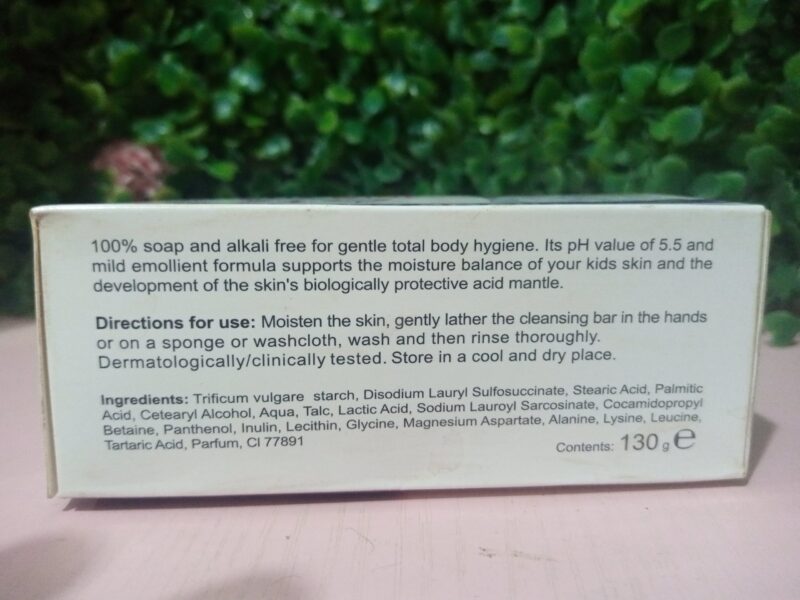 100% soap and alkali free for gentle total body hygiene. Its pH value of 5.5 and
mild emollient formula supports the moisture balance of your kids skin and the
development of the skin's biologically protective acid mantle.
Directions for use: Moisten the skin, gently lather the cleansing bar in the hands
or on a sponge or washcloth, wash and then rinse thoroughly.
Dermatologically/clinically tested. Store in a cool and dry place.
Ingredients: Trificum vulgare starch, Disodium Lauryl Sulfosuccinate, Stearic Acid, Palmitic
Acid, Cetearyl Alcohol, Aqua, Talc, Lactic Acid, Sodium Lauroyl Sarcosinate, Cocamidopropyl
Betaine, Panthenol, Inulin, Lecithin, Glycine, Magnesium Aspartate, Alanine, Lysine, Leucine,
Tartaric Acid, Parfum, CI 77891
Contents: 130 g ℮